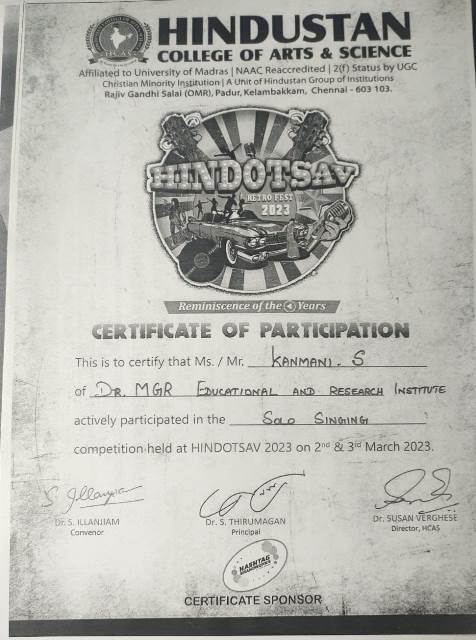 HINDUSTAN
COLLEGE OF ARTS & SCIENCE
Affiliated to University of Madras | NAAC Reaccredited | 2(f) Status by UGC
Christian Minority Institution | A Unit of Hindustan Group of Institutions
Rajiv Gandhi Salai (OMR), Padur, Kelambakkam, Chennai - 603 103.
HINDOTSAV
RETRO FEST
2023
Reminiscence of the Years
CERTIFICATE OF PARTICIPATION
This is to certify that Ms. / Mr. KANMANI. S
of DR. MGR EDUCATIONAL AND RESEARCH INSTITUTE
actively participated in the SOLO SINGING
competition held at HINDOTSAV 2023 on 2nd & 3rd March 2023.
S. Illanjiam
Dr. S. ILLANJIAM
Convenor
Dr. S. THIRUMAGAN
Principal
Dr. SUSAN VERGHESE
Director, HCAS
HASHTAG
CERTIFICATE SPONSOR